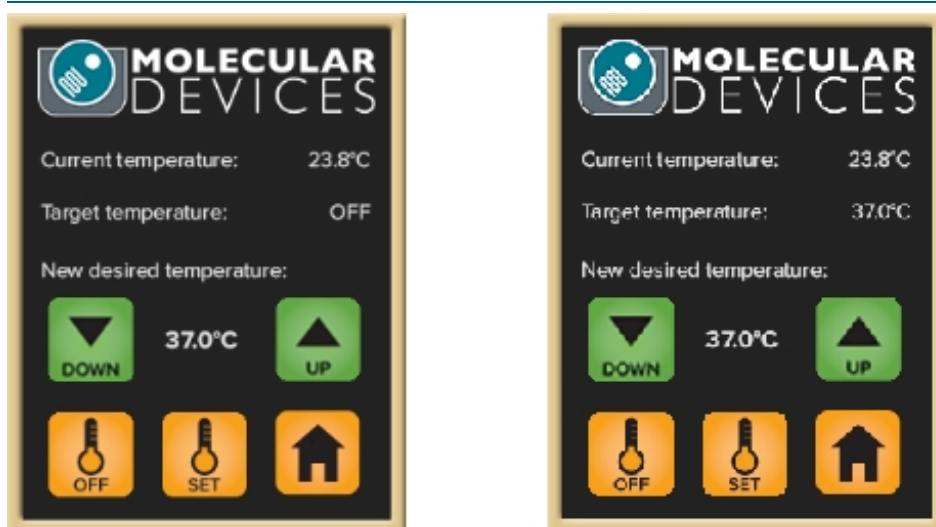 MOLECULAR
DEVICES
Current temperature: 23.8°C
Target temperature: OFF
New desired temperature:
DOWN 37.0°C UP
OFF SET
MOLECULAR
DEVICES
Current temperature: 23.8°C
Target temperature: 37.0°C
New desired temperature:
DOWN 37.0°C UP
OFF SET